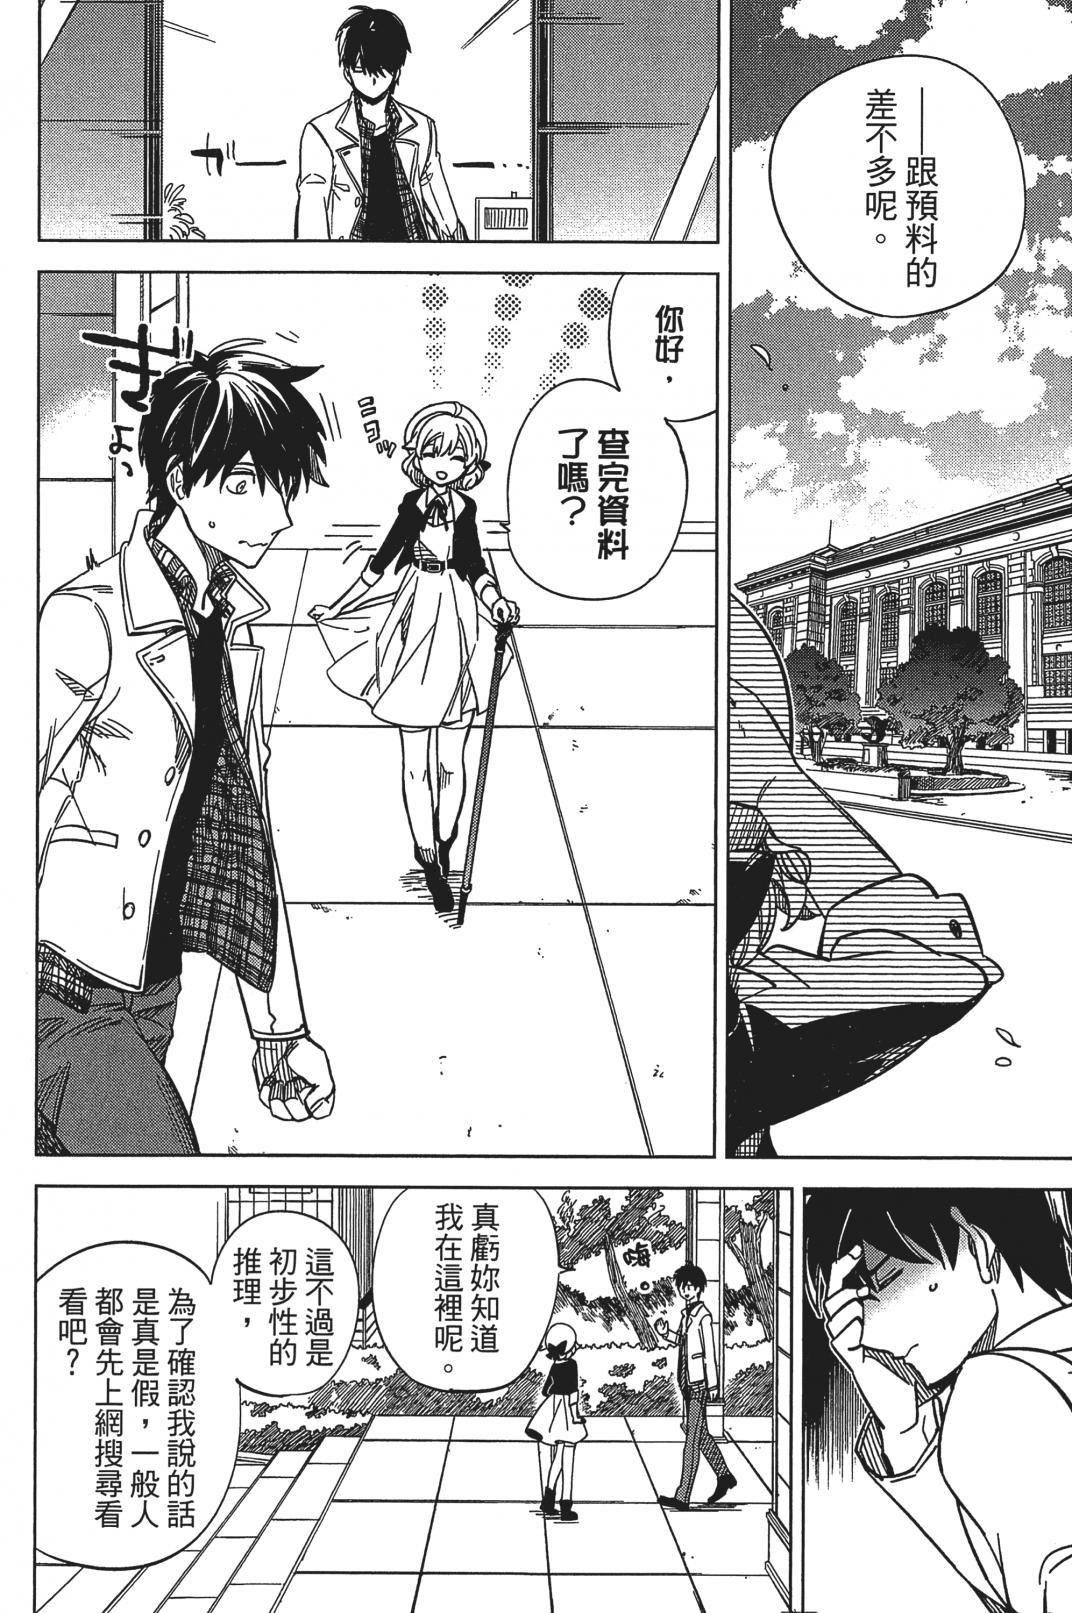 ——跟預料的
差不多呢。
ガーー
你好，
查完資料
了嗎？
ニコッ
ぎょっ
嗨。
真虧妳知道
我在這裡呢。
這不過是
初步性的
推理，
為了確認我說的話
是真是假，一般人
都會先上網搜尋看
看吧？